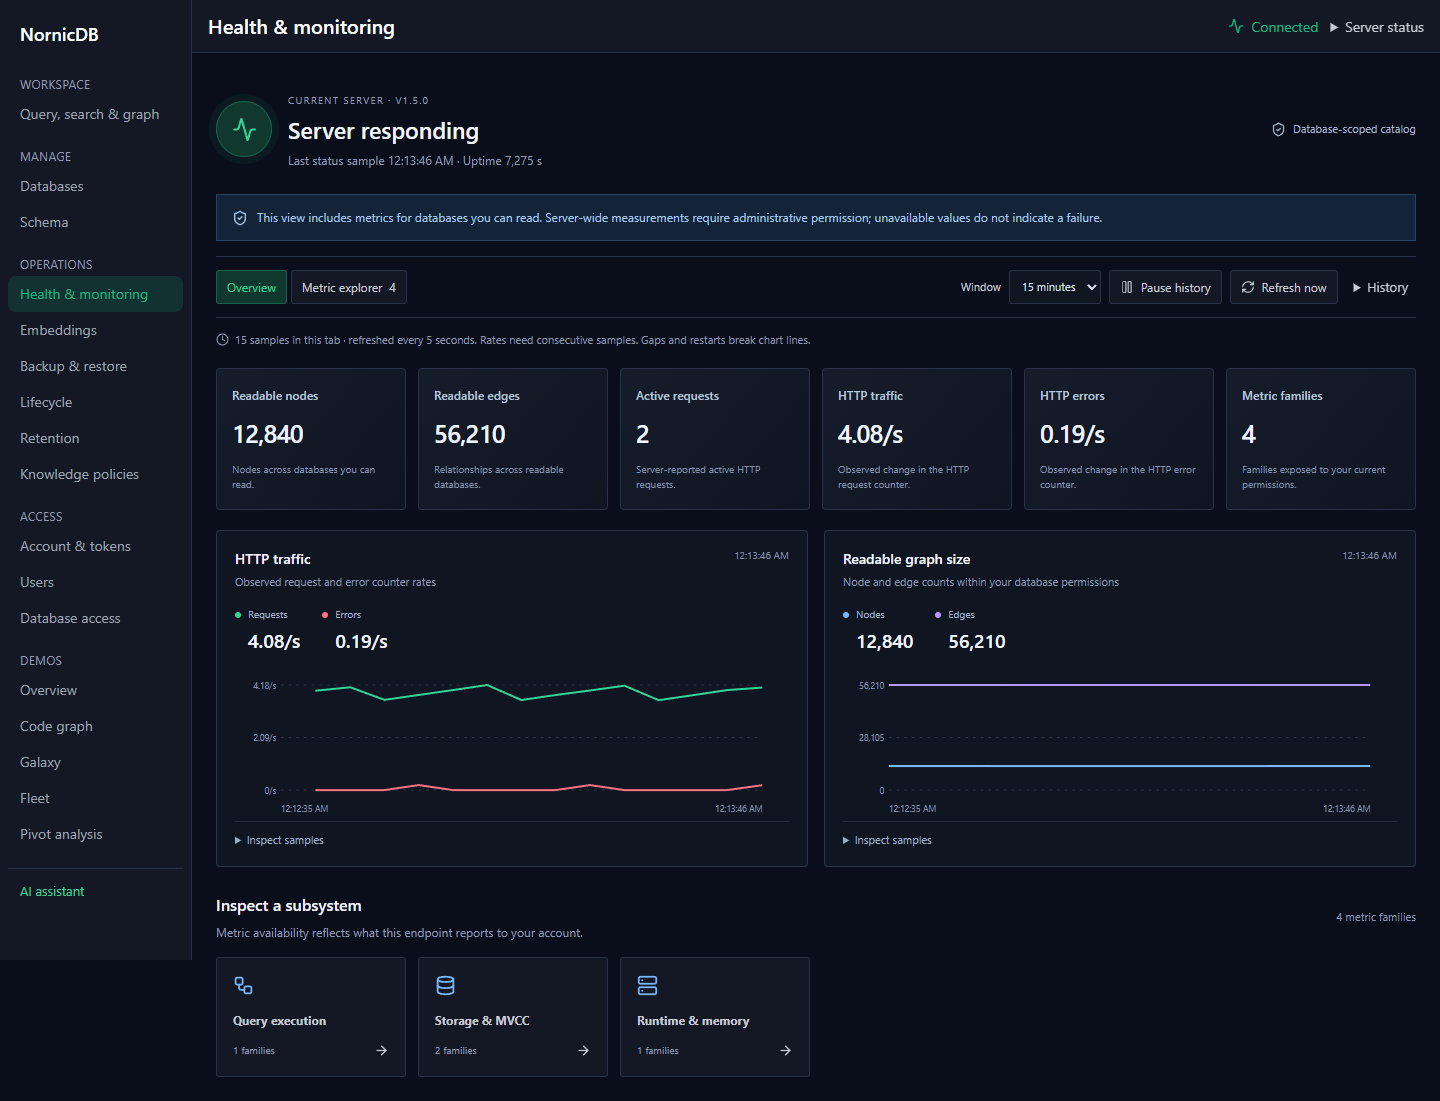 NornicDB
WORKSPACE
Query, search & graph
MANAGE
Databases
Schema
OPERATIONS
Health & monitoring
Embeddings
Backup & restore
Lifecycle
Retention
Knowledge policies
ACCESS
Account & tokens
Users
Database access
DEMOS
Overview
Code graph
Galaxy
Fleet
Pivot analysis
AI assistant
Health & monitoring
Connected
Server status
CURRENT SERVER · V1.5.0
Server responding
Last status sample 12:13:46 AM · Uptime 7,275 s
Database-scoped catalog
This view includes metrics for databases you can read. Server-wide measurements require administrative permission; unavailable values do not indicate a failure.
Overview
Metric explorer 4
Window
15 minutes
Pause history
Refresh now
History
15 samples in this tab · refreshed every 5 seconds. Rates need consecutive samples. Gaps and restarts break chart lines.
Readable nodes
12,840
Nodes across databases you can
read.
Readable edges
56,210
Relationships across readable
databases.
Active requests
2
Server-reported active HTTP
requests.
HTTP traffic
4.08/s
Observed change in the HTTP
request counter.
HTTP errors
0.19/s
Observed change in the HTTP error
counter.
Metric families
4
Families exposed to your current
permissions.
HTTP traffic
12:13:46 AM
Observed request and error counter rates
Requests
4.08/s
Errors
0.19/s
4.18/s
2.09/s
0/s
12:12:35 AM
12:13:46 AM
Inspect samples
Readable graph size
12:13:46 AM
Node and edge counts within your database permissions
Nodes
12,840
Edges
56,210
56,210
28,105
0
12:12:35 AM
12:13:46 AM
Inspect samples
Inspect a subsystem
Metric availability reflects what this endpoint reports to your account.
4 metric families
Query execution
1 families
Storage & MVCC
2 families
Runtime & memory
1 families